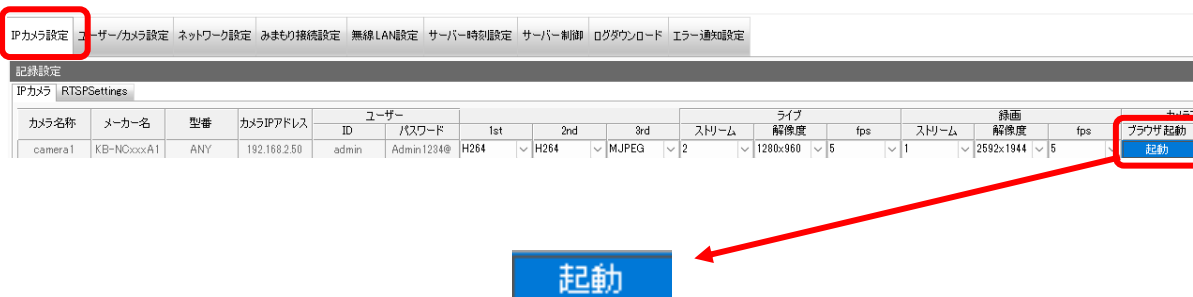 IPカメラ設定 ユーザー/カメラ設定 ネットワーク設定 みまもり接続設定 無線LAN設定 サーバー時刻設定 サーバー制御 ログダウンロード エラー通知設定
記録設定
IPカメラ RTSPSettings
カメラ名称 メーカー名 型番 カメラIPアドレス ユーザー ライブ 録画
ID パスワード 1st 2nd 3rd ストリーム 解像度 fps ストリーム 解像度 fps ブラウザ起動
camera1 KB-NCxxxA1 ANY 192.168.2.50 admin Admin1234@ H264 H264 MJPEG 2 1280x960 5 1 2592x1944 5 起動
起動